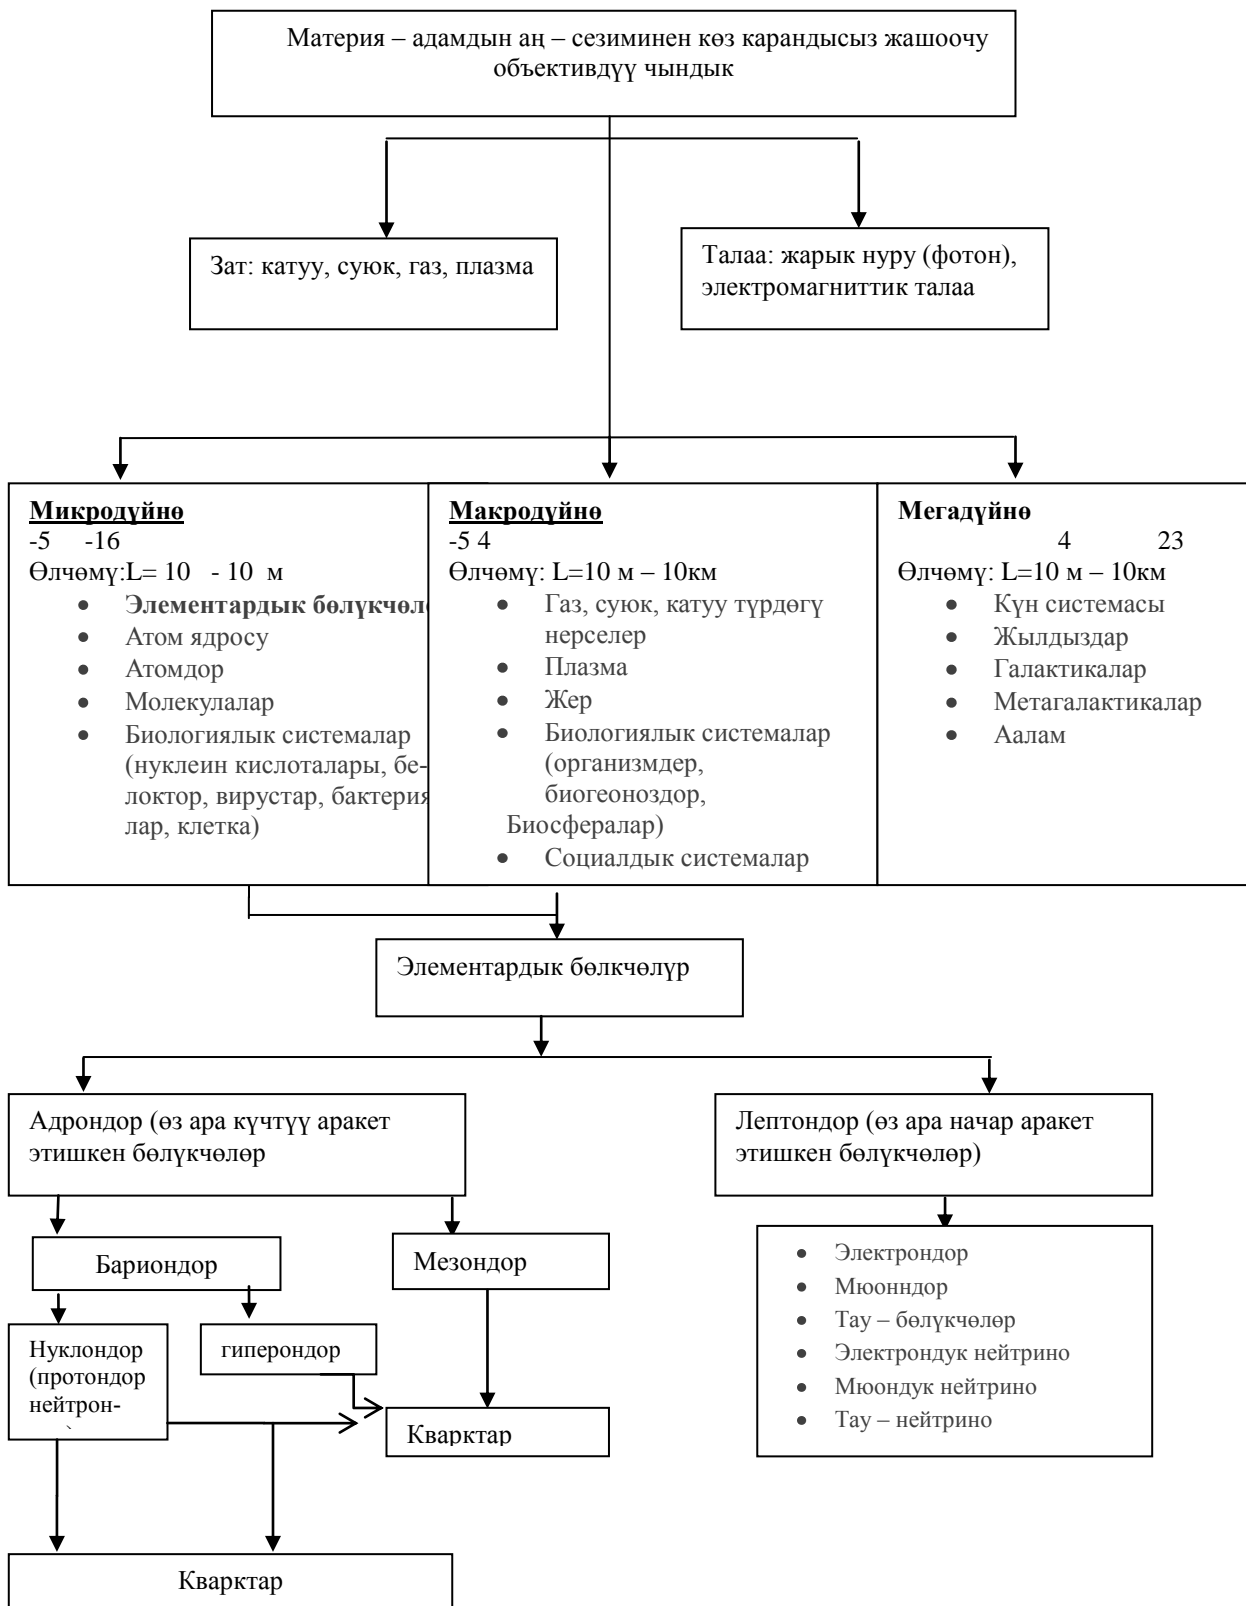 Материя – адамдын аң – сезиминен көз карандысыз жашоочу
объективдүү чындык
Зат: катуу, суюк, газ, плазма
Талаа: жарык нуру (фотон),
электромагниттик талаа
Микродүйнө
-5 -16
Өлчөмү:L= 10 - 10 м
• Элементардык бөлүкчөлө
• Атом ядросу
• Атомдор
• Молекулалар
• Биологиялык системалар
(нуклеин кислоталары, бе-
локтор, вирустар, бактерия
лар, клетка)
Макродүйнө
-5 4
Өлчөмү: L=10 м – 10км
• Газ, суюк, катуу түрдөгү
нерселер
• Плазма
• Жер
• Биологиялык системалар
(организмдер,
биогеоноздор,
Биосфералар)
• Социалдык системалар
Мегадүйнө
4 23
Өлчөмү: L=10 м – 10км
• Күн системасы
• Жылдыздар
• Галактикалар
• Метагалактикалар
• Аалам
Элементардык бөлкчөлүр
Адрондор (өз ара күчтүү аракет
этишкен бөлүкчөлөр
Лептондор (өз ара начар аракет
этишкен бөлүкчөлөр)
Бариондор
Мезондор
• Электрондор
• Мюонндор
• Тау – бөлүкчөлөр
• Электрондук нейтрино
• Мюондук нейтрино
• Тау – нейтрино
Нуклондор
(протондор
нейтрон-
гиперондор
Кварктар
Кварктар